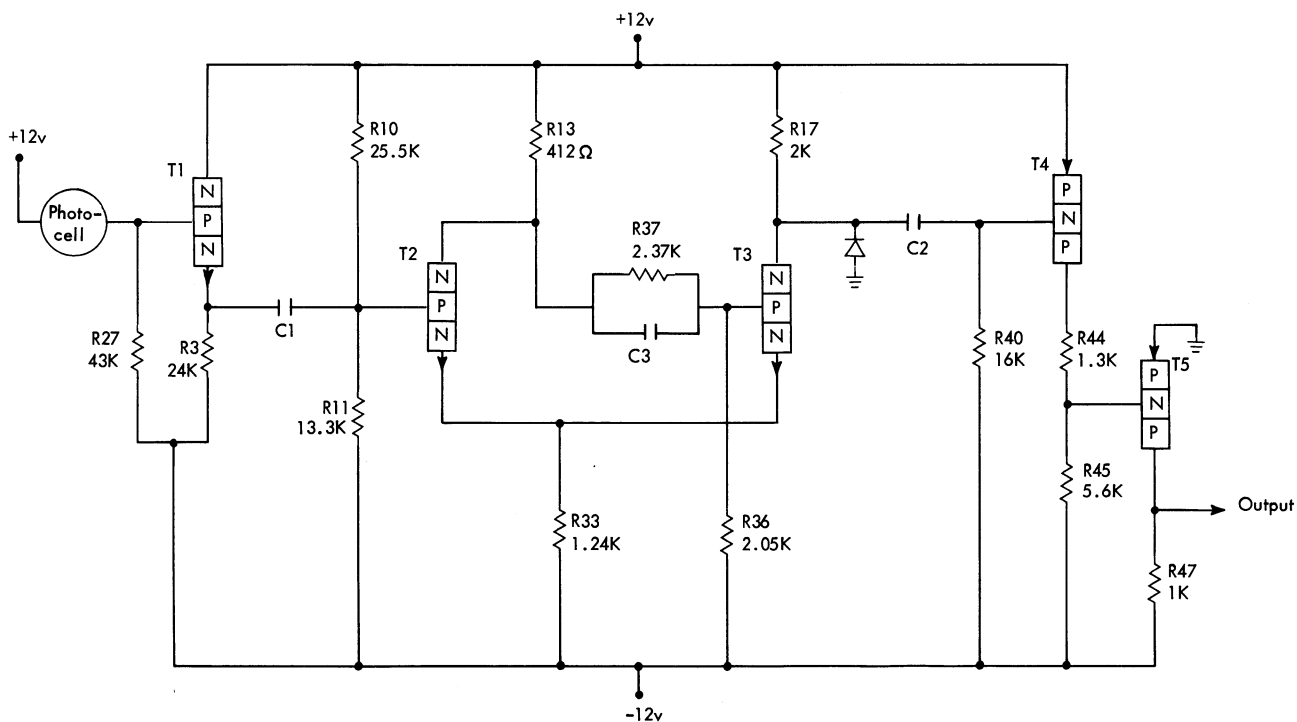 +12v
+12v
R10
25.5K
R13
412 Ω
R17
2K
T1
N
P
N
Photo-
cell
T4
P
N
P
R37
2.37K
T2
N
P
N
T3
N
P
N
C2
C1
C3
R27
43K
R3
24K
R40
16K
R44
1.3K
T5
P
N
P
R11
13.3K
R45
5.6K
Output
R33
1.24K
R36
2.05K
R47
1K
-12v